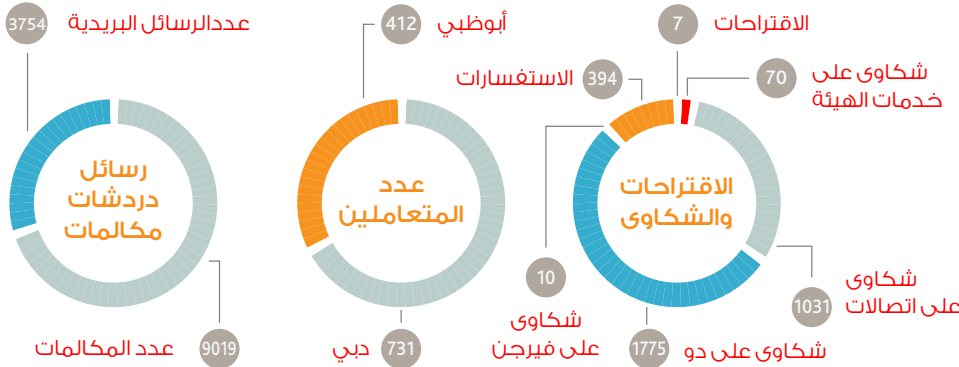 الاقتراحات
7
شكاوى على
خدمات الهيئة
70
شكاوى
على اتصالات
1031
شكاوى على دو
1775
شكاوى
على فيرجن
10
الاستفسارات
394
الاقتراحات
والشكاوى
أبوظبي
412
عدد
المتعاملين
731
دبي
عددالرسائل البريدية
3754
رسائل
دردشات
مكالمات
9019
عدد المكالمات